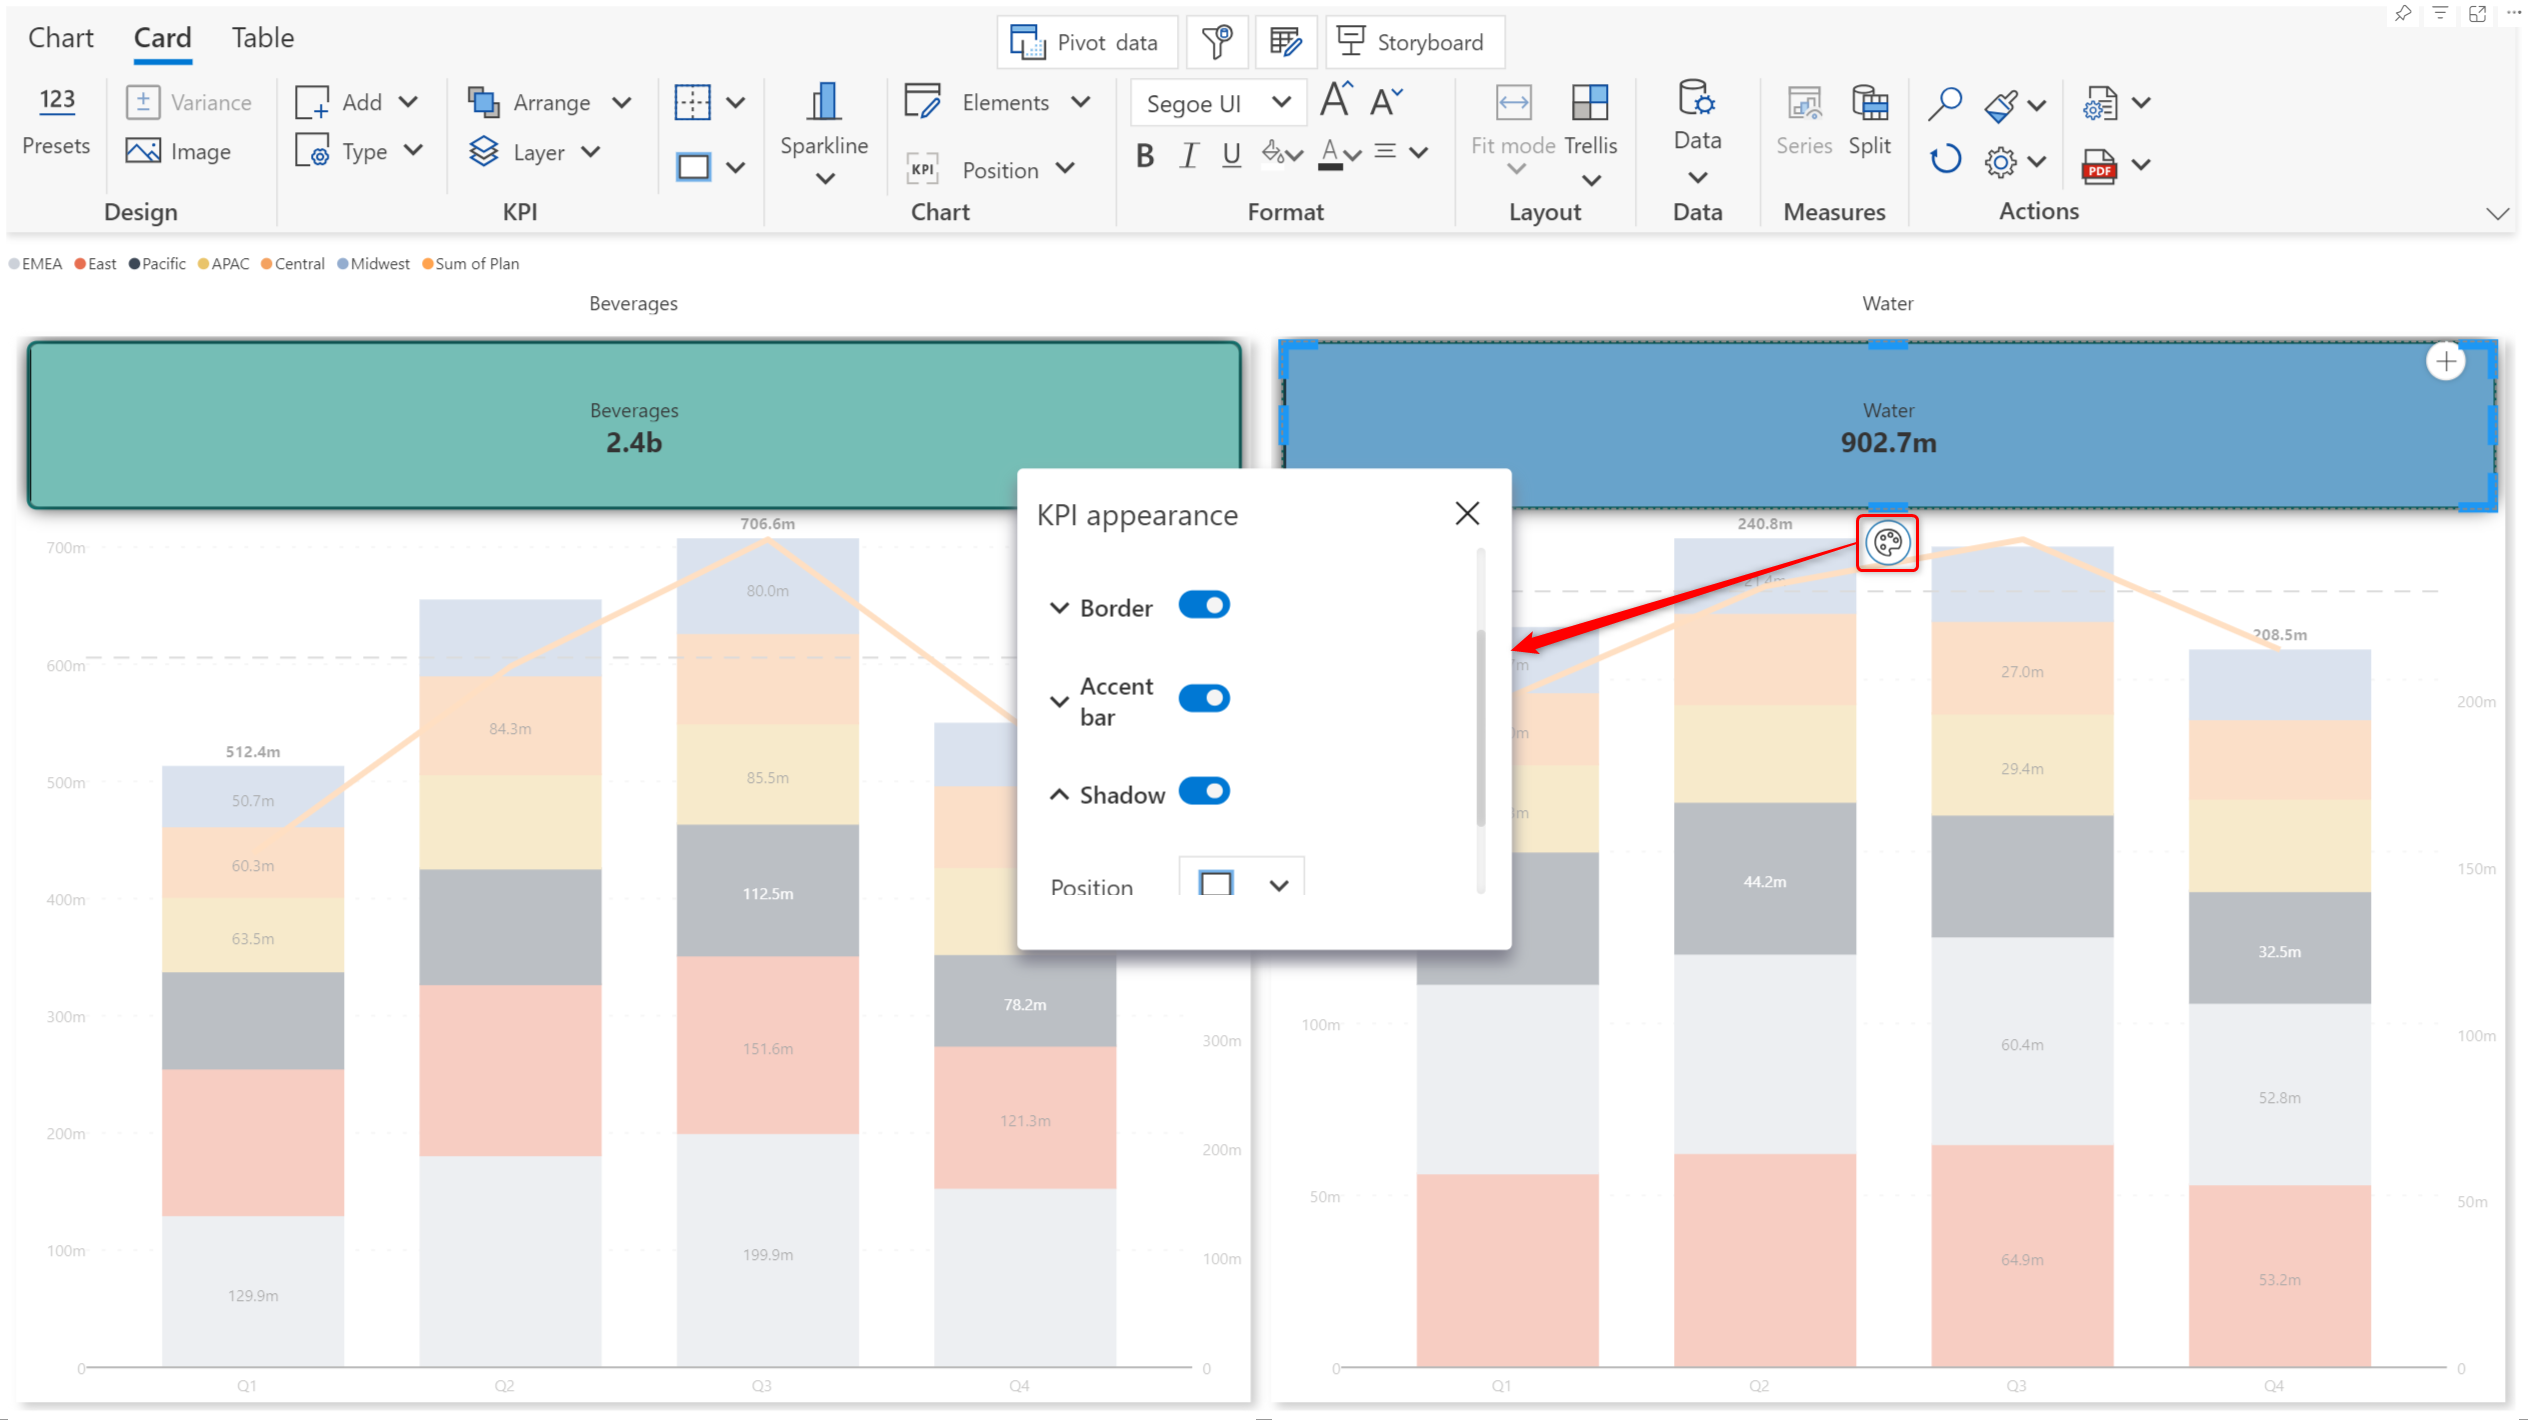 Chart Card Table
Pivot data
Storyboard
123
Presets
Variance
Image
Design
Add
Type
KPI
Arrange
Layer
Sparkline
Elements
KPI
Position
Chart
Segoe UI
A A
B I U A
Format
Fit mode
Trellis
Layout
Data
Data
Series
Split
Measures
PDF
Actions
EMEA East Pacific APAC Central Midwest Sum of Plan
Beverages
Water
Beverages
2.4b
Water
902.7m
KPI appearance
Border
Accent
bar
Shadow
Position
700m
600m
500m
400m
300m
200m
100m
0
512.4m
50.7m
60.3m
63.5m
129.9m
84.3m
706.6m
80.0m
85.5m
112.5m
151.6m
199.9m
78.2m
121.3m
300m
200m
100m
0
Q1 Q2 Q3 Q4
100m
50m
0
240.8m
21.4m
44.2m
27.0m
29.4m
60.4m
64.9m
208.5m
32.5m
52.8m
53.2m
200m
150m
100m
50m
0
Q1 Q2 Q3 Q4